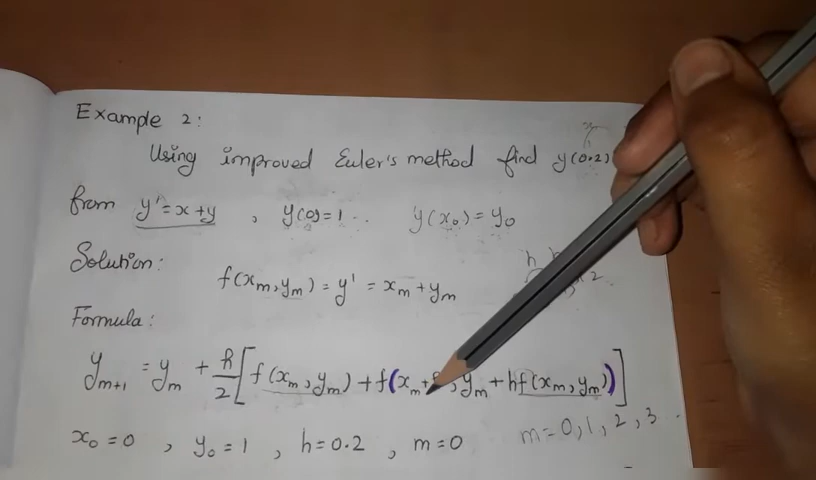 Example 2:
Using improved Euler's method find y(0.2)
from y' = x+y , y(0)=1 .. y(x₀) = y₀
Solution:
f(xₘ,yₘ) = y' = xₘ + yₘ
Formula:
yₘ₊₁ = yₘ + h/2 [f(xₘ,yₘ) + f(xₘ+ , yₘ + hf(xₘ,yₘ))]
x₀ = 0 , y₀ = 1 , h = 0.2 , m = 0 m = 0, 1, 2, 3 .